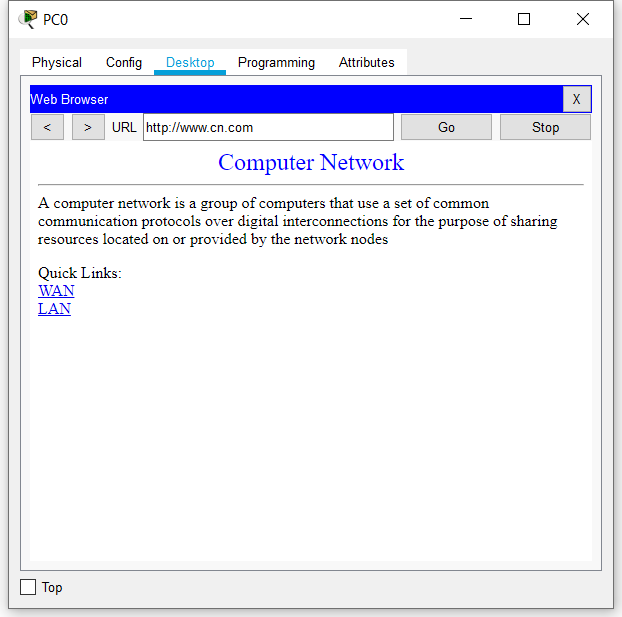 PC0
Physical Config Desktop Programming Attributes
Web Browser X
< > URL http://www.cn.com Go Stop
Computer Network
A computer network is a group of computers that use a set of common
communication protocols over digital interconnections for the purpose of sharing
resources located on or provided by the network nodes
Quick Links:
WAN
LAN
Top